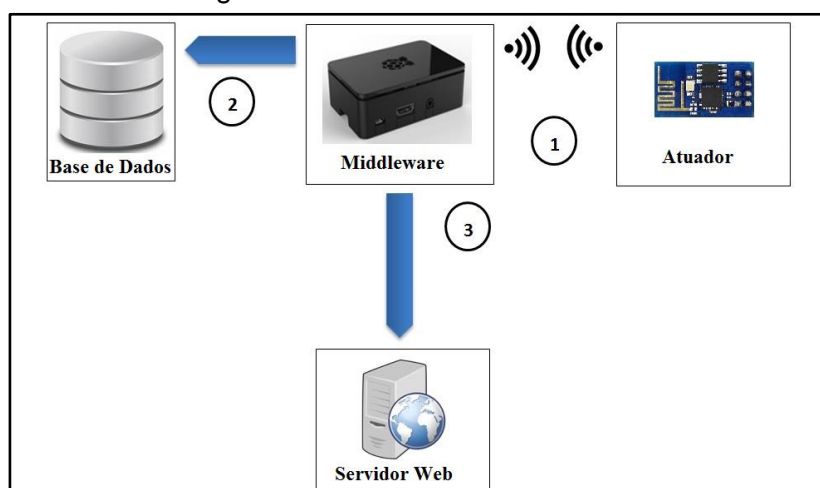 2
1
Base de Dados
Middleware
Atuador
3
Servidor Web